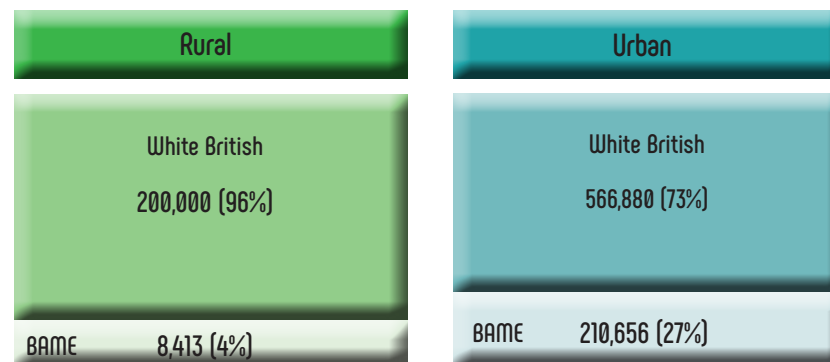 Rural
White British
200,000 (96%)
BAME 8,413 (4%)
Urban
White British
566,880 (73%)
BAME 210,656 (27%)